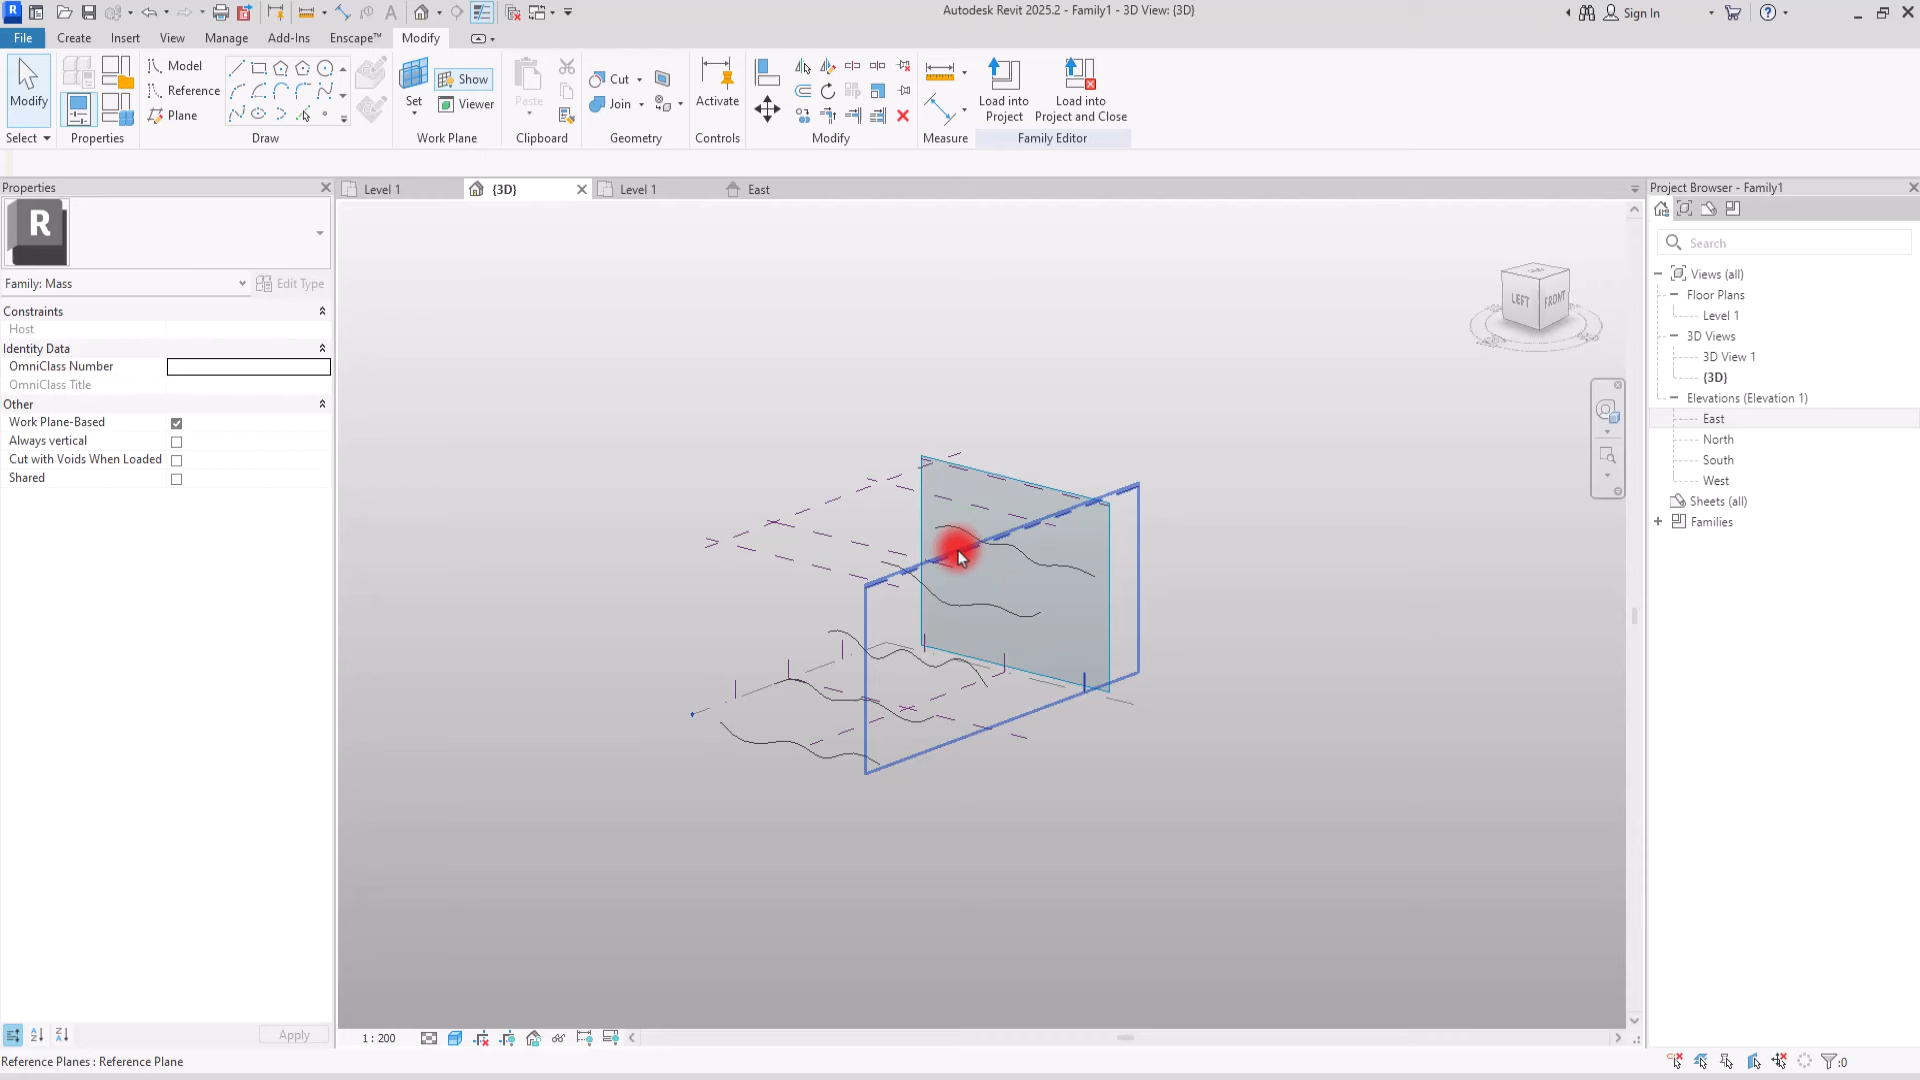 Autodesk Revit 2025.2 - Family1 - 3D View: {3D}
Sign In
File
Create
Insert
View
Manage
Add-Ins
Enscape™
Modify
Modify
Select
Properties
Model
Reference
Plane
Draw
Set
Show
Viewer
Work Plane
Paste
Clipboard
Cut
Join
Geometry
Activate
Controls
Modify
Measure
Load into
Project
Load into
Project and Close
Family Editor
Properties
Level 1
{3D}
Level 1
East
R
Family: Mass
Edit Type
Constraints
Host
Identity Data
OmniClass Number
OmniClass Title
Other
Work Plane-Based
Always vertical
Cut with Voids When Loaded
Shared
Apply
LEFT
FRONT
1 : 200
Reference Planes : Reference Plane
:0
Project Browser - Family1
Search
Views (all)
Floor Plans
Level 1
3D Views
3D View 1
{3D}
Elevations (Elevation 1)
East
North
South
West
Sheets (all)
Families